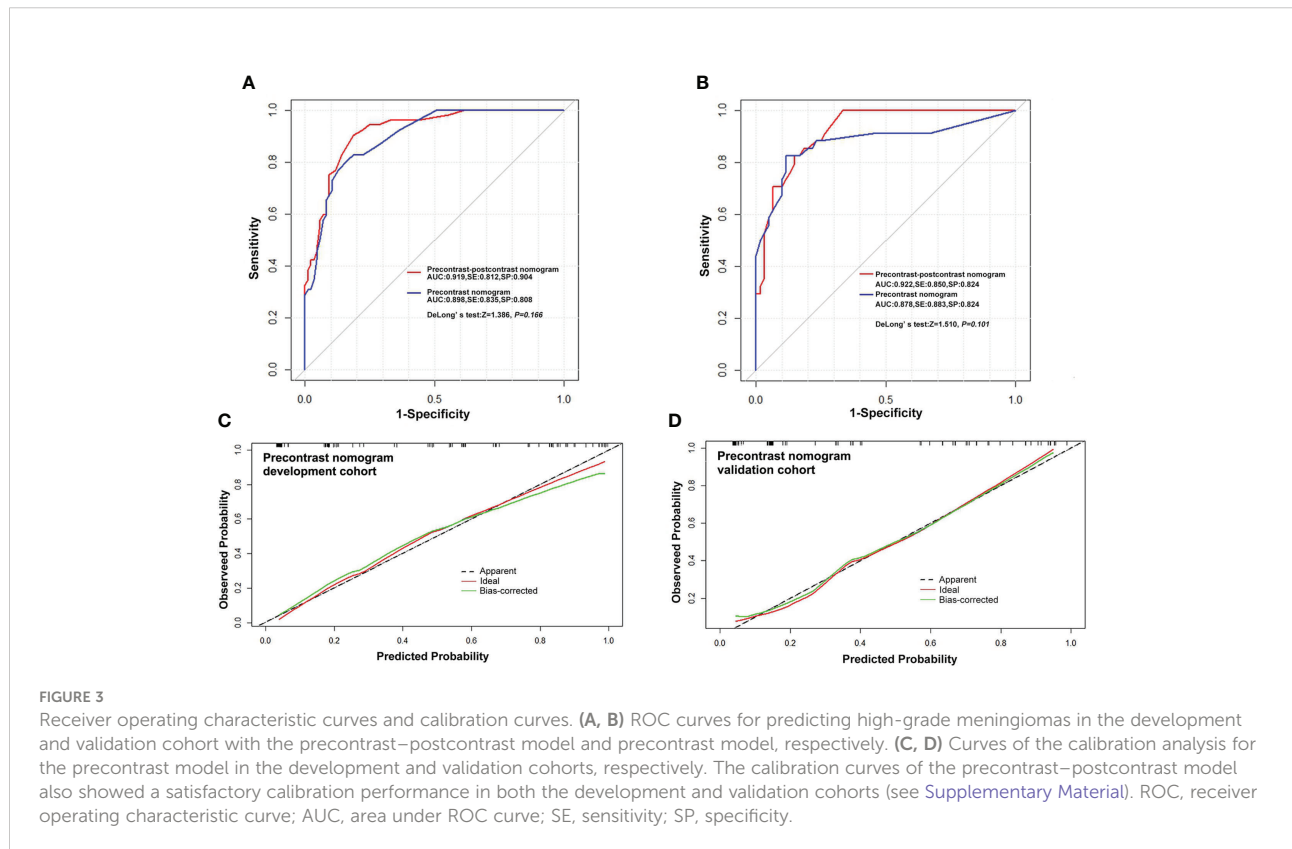 A
B
1.0
0.8
0.6
0.4
0.2
0.0
Sensitivity
Precontrast-postcontrast nomogram
AUC:0.919,SE:0.812,SP:0.904
Precontrast nomogram
AUC:0.898,SE:0.835,SP:0.808
DeLong' s test:Z=1.386, P=0.166
0.0 0.5 1.0
1-Specificity
1.0
0.8
0.6
0.4
0.2
0.0
Sensitivity
Precontrast-postcontrast nomogram
AUC:0.922,SE:0.850,SP:0.824
Precontrast nomogram
AUC:0.878,SE:0.883,SP:0.824
DeLong' s test:Z=1.510, P=0.101
0.0 0.5 1.0
1-Specificity
C
D
Precontrast nomogram
development cohort
1.0
0.8
0.6
0.4
0.2
0.0
Observeed Probability
Apparent
Ideal
Bias-corrected
0.0 0.2 0.4 0.6 0.8 1.0
Predicted Probability
Precontrast nomogram
validation cohort
1.0
0.8
0.6
0.4
0.2
Observeed Probability
Apparent
Ideal
Bias-corrected
0.0 0.2 0.4 0.6 0.8 1.0
Predicted Probability
FIGURE 3
Receiver operating characteristic curves and calibration curves. (A, B) ROC curves for predicting high-grade meningiomas in the development
and validation cohort with the precontrast–postcontrast model and precontrast model, respectively. (C, D) Curves of the calibration analysis for
the precontrast model in the development and validation cohorts, respectively. The calibration curves of the precontrast–postcontrast model
also showed a satisfactory calibration performance in both the development and validation cohorts (see Supplementary Material). ROC, receiver
operating characteristic curve; AUC, area under ROC curve; SE, sensitivity; SP, specificity.